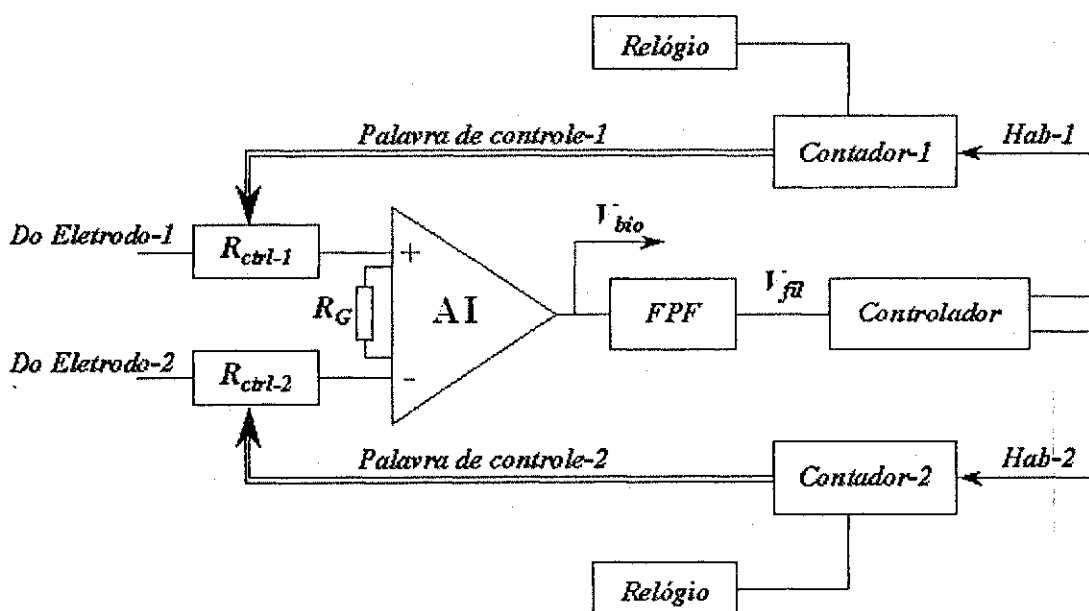 Relógio
Palavra de controle-1
Contador-1
Hab-1
Do Eletrodo-1
R_ctrl-1
+
V_bio
R_G
AI
FPF
V_fil
Controlador
Do Eletrodo-2
R_ctrl-2
-
Palavra de controle-2
Contador-2
Hab-2
Relógio